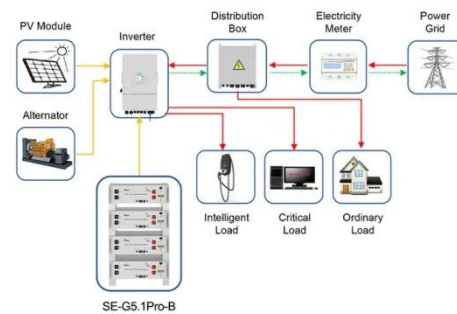 PV Module
Inverter
Distribution
Box
Electricity
Meter
Power
Grid
Alternator
Intelligent
Load
Critical
Load
Ordinary
Load
SE-G5.1Pro-B